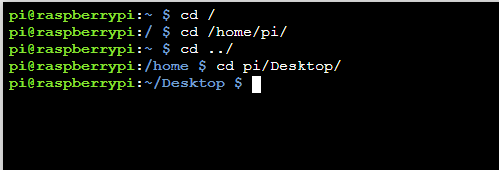 pi@raspberrypi:~ $ cd /
pi@raspberrypi:/ $ cd /home/pi/
pi@raspberrypi:~ $ cd ../
pi@raspberrypi:/home $ cd pi/Desktop/
pi@raspberrypi:~/Desktop $